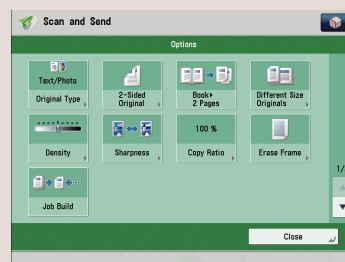 Scan and Send
Options
Text/Photo
Original Type
2-Sided
Original
Book▸
2 Pages
Different Size
Originals
Density
Sharpness
100 %
Copy Ratio
Erase Frame
Job Build
1/
Close